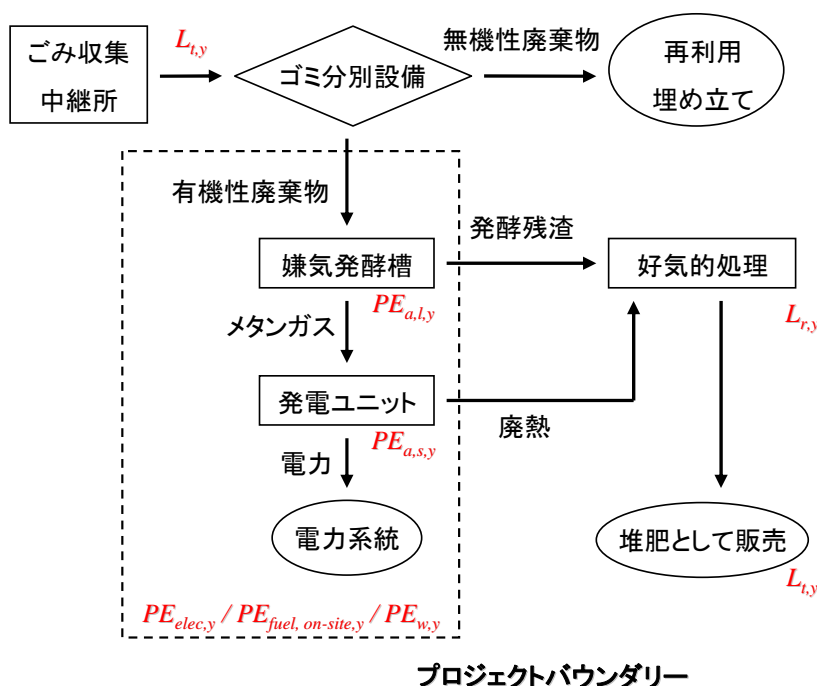 ごみ収集
中継所
L_{t,y}
ゴミ分別設備
無機性廃棄物
再利用
埋め立て
有機性廃棄物
嫌気発酵槽
PE_{a,l,y}
発酵残渣
好気的処理
L_{r,y}
メタンガス
発電ユニット
PE_{a,s,y}
廃熱
電力
電力系統
堆肥として販売
L_{t,y}
PE_{elec,y} / PE_{fuel, on-site,y} / PE_{w,y}
プロジェクトバウンダリー